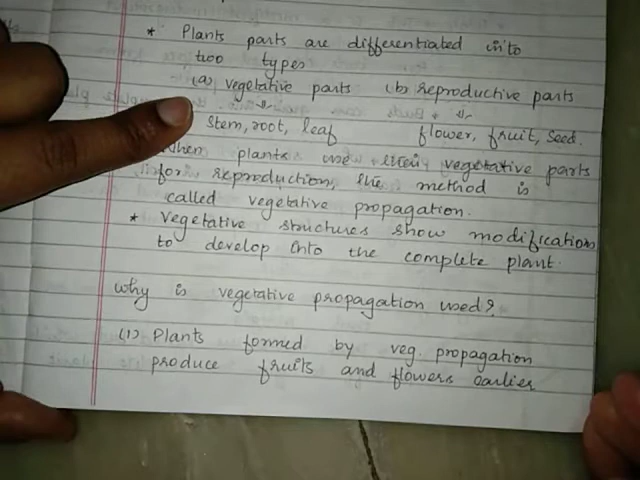 * Plants parts are differentiated into
two types
(a) vegetative parts (b) reproductive parts
stem, root, leaf flower, fruit, seed.
When plants use their vegetative parts
for reproduction, the method is
called vegetative propagation.
* Vegetative structures show modification
to develop into the complete plant.
Why is vegetative propagation used?
(1) Plants formed by veg. propagation
produce fruits and flowers earlier